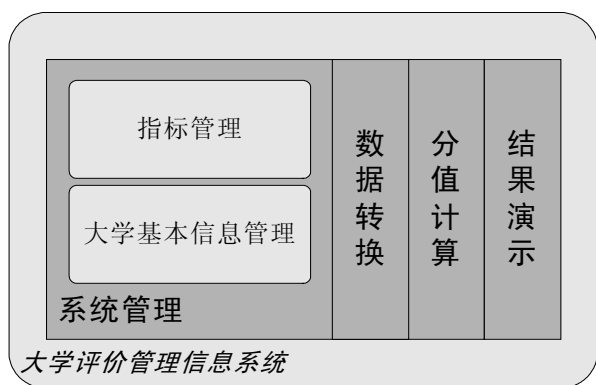 指标管理
大学基本信息管理
系统管理
数据转换
分值计算
结果演示
大学评价管理信息系统